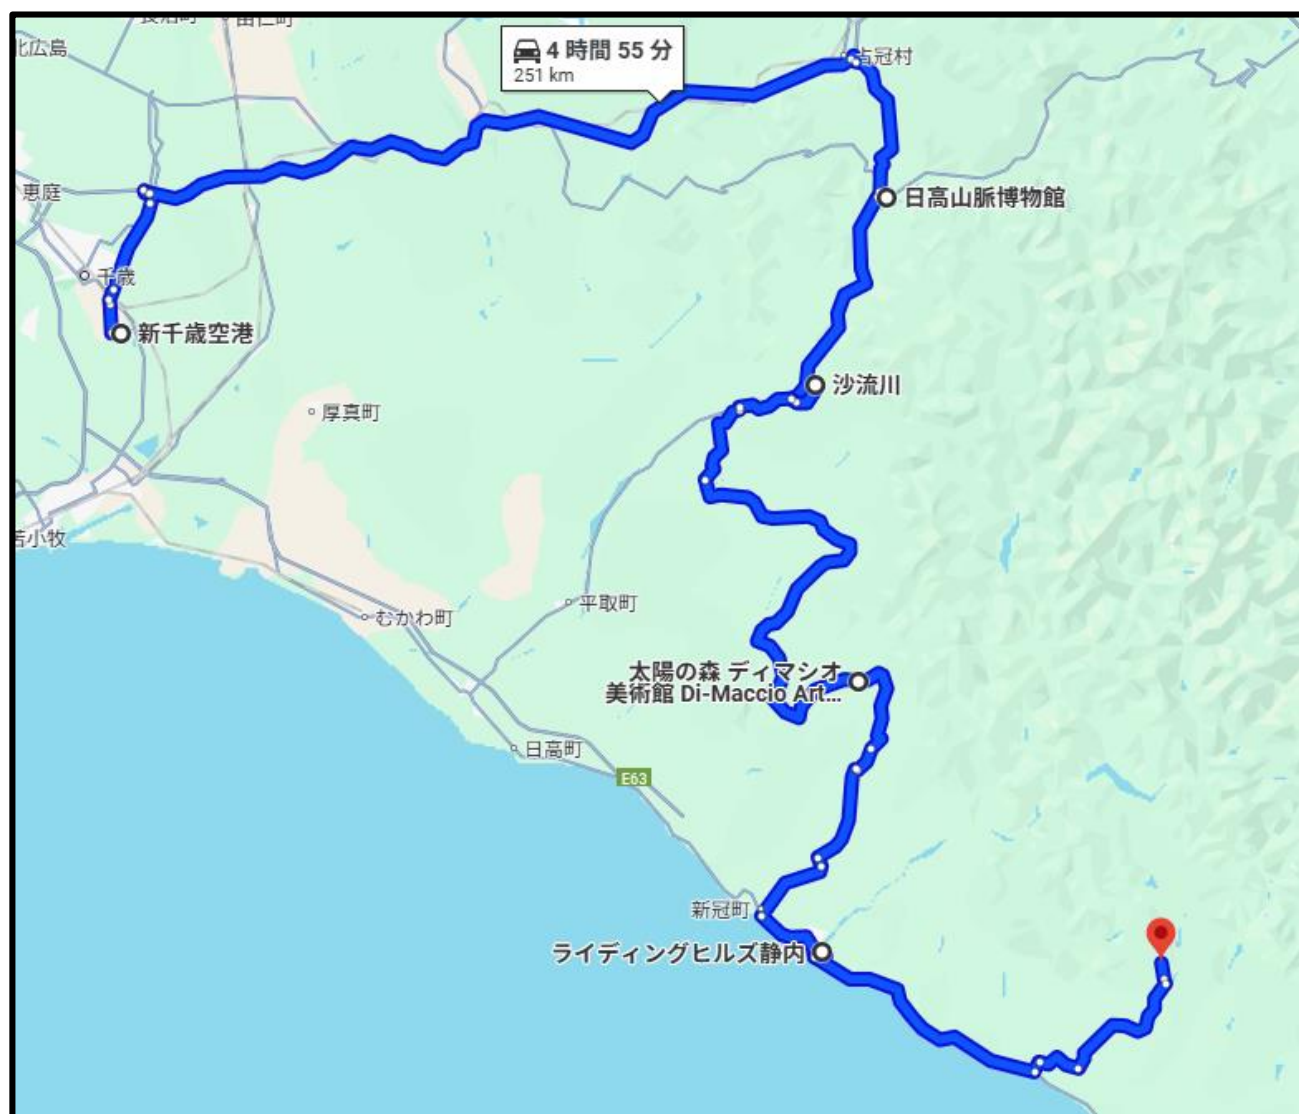 由仁町
北広島
4 時間 55 分
251 km
占冠村
恵庭
日高山脈博物館
千歳
新千歳空港
沙流川
厚真町
苫小牧
平取町
むかわ町
太陽の森 ディマシオ
美術館 Di-Maccio Art...
日高町
E63
新冠町
ライディングヒルズ静内